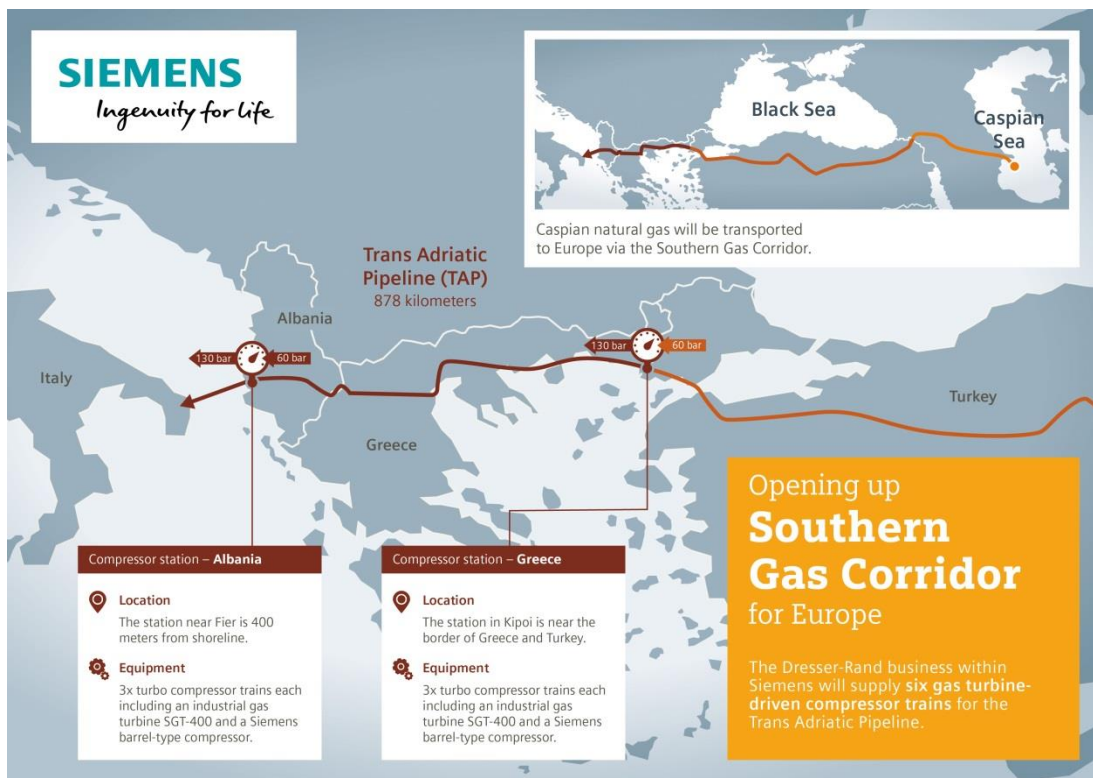 SIEMENS
Ingenuity for life
Black Sea
Caspian
Sea
Caspian natural gas will be transported
to Europe via the Southern Gas Corridor.
Trans Adriatic
Pipeline (TAP)
878 kilometers
Albania
130 bar
60 bar
130 bar
60 bar
Italy
Turkey
Greece
Opening up
Southern
Gas Corridor
for Europe
The Dresser-Rand business within
Siemens will supply six gas turbine-
driven compressor trains for the
Trans Adriatic Pipeline.
Compressor station – Albania
Location
The station near Fier is 400
meters from shoreline.
Equipment
3x turbo compressor trains each
including an industrial gas
turbine SGT-400 and a Siemens
barrel-type compressor.
Compressor station – Greece
Location
The station in Kipoi is near the
border of Greece and Turkey.
Equipment
3x turbo compressor trains each
including an industrial gas
turbine SGT-400 and a Siemens
barrel-type compressor.